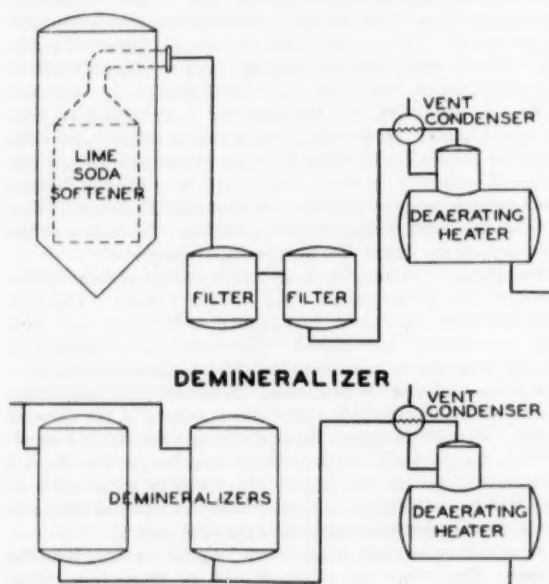 VENT
CONDENSER
LIME
SODA
SOFTENER
DEAERATING
HEATER
FILTER
FILTER
DEMINERALIZER
VENT
CONDENSER
DEMINERALIZERS
DEAERATING
HEATER